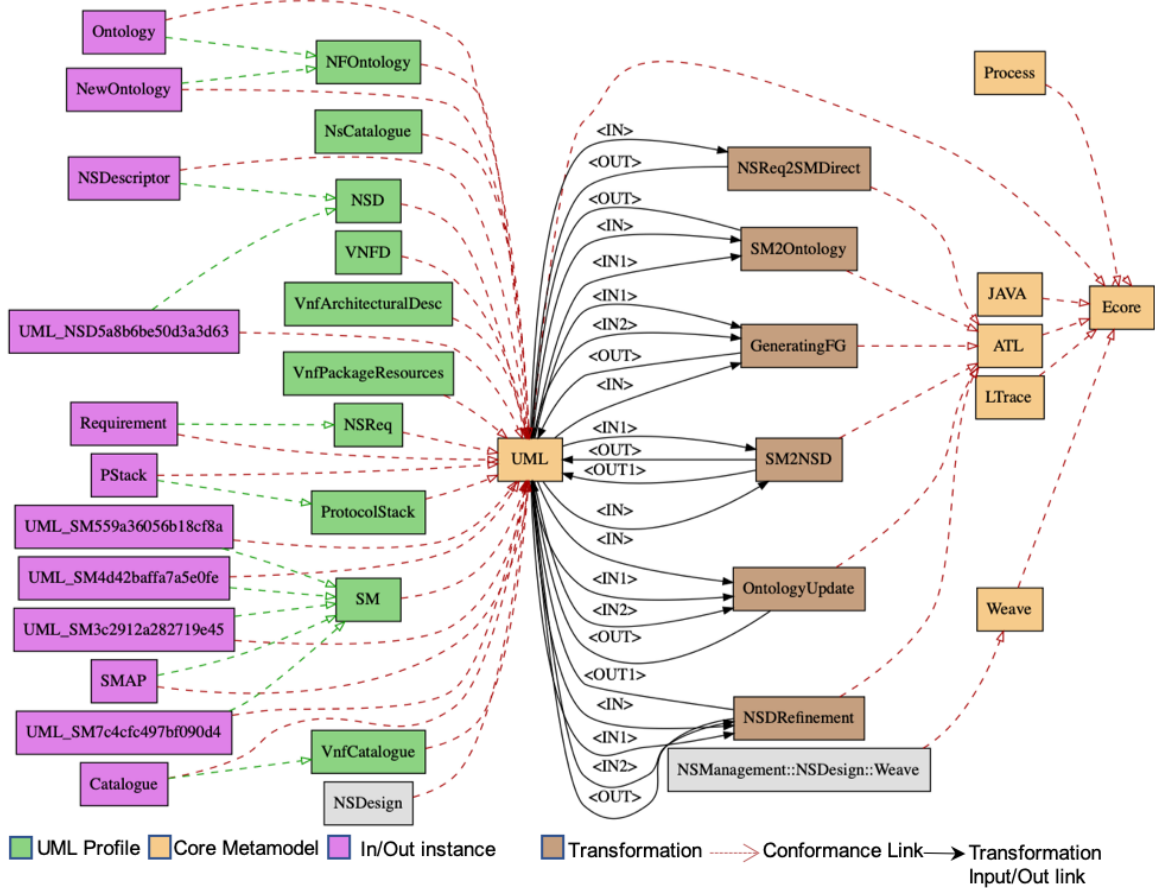 Ontology
NewOntology
NSDescriptor
UML_NSD5a8b6be50d3a3d63
Requirement
PStack
UML_SM559a36056b18cf8a
UML_SM4d42baffa7a5e0fe
UML_SM3c2912a282719e45
SMAP
UML_SM7c4cfc497bf090d4
Catalogue
NFOntology
NsCatalogue
NSD
VNFD
VnfArchitecturalDesc
VnfPackageResources
NSReq
ProtocolStack
SM
VnfCatalogue
NSDesign
UML
<IN>
<OUT>
<OUT>
<IN>
<IN1>
<IN1>
<IN2>
<OUT>
<IN>
<IN1>
<OUT>
<OUT1>
<IN>
<IN>
<IN1>
<IN2>
<OUT>
<OUT1>
<IN>
<IN1>
<IN2>
<OUT>
NSReq2SMDirect
SM2Ontology
GeneratingFG
SM2NSD
OntologyUpdate
NSDRefinement
NSManagement::NSDesign::Weave
Process
JAVA
ATL
LTrace
Weave
Ecore
UML Profile
Core Metamodel
In/Out instance
Transformation
Conformance Link
Transformation
Input/Out link